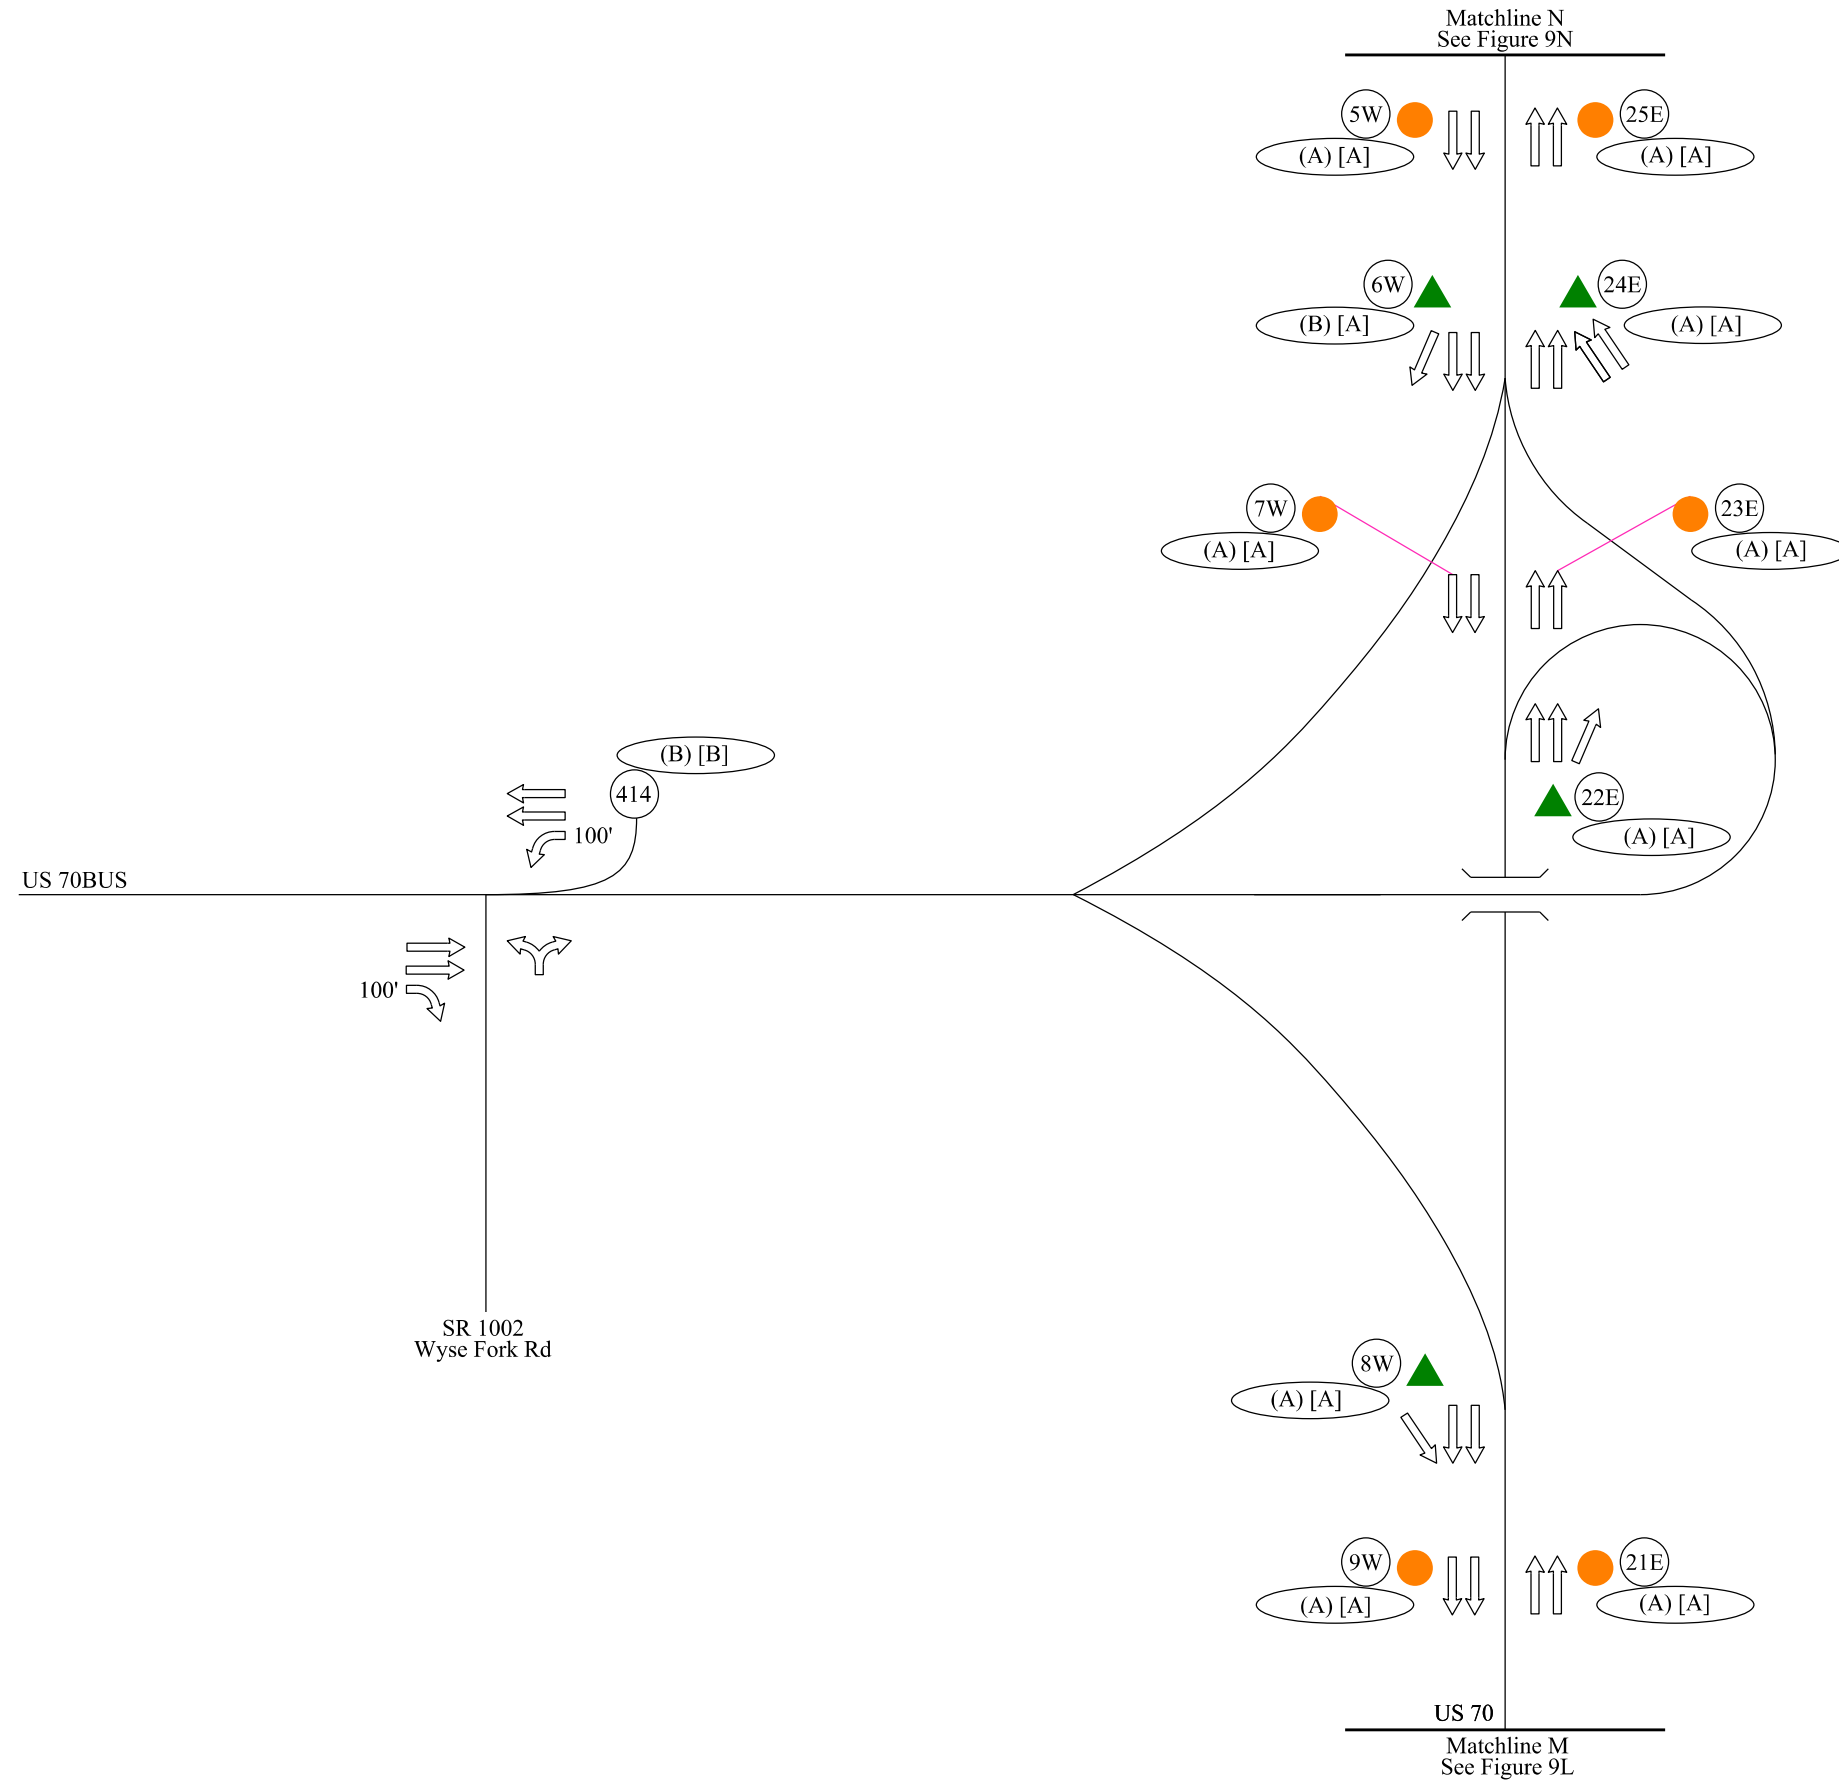 Matchline N
See Figure 9N
5W
25E
(A) [A]
(A) [A]
6W
24E
(B) [A]
(A) [A]
7W
23E
(A) [A]
(A) [A]
(B) [B]
414
100'
22E
(A) [A]
US 70BUS
100'
SR 1002
Wyse Fork Rd
8W
(A) [A]
9W
21E
(A) [A]
(A) [A]
US 70
Matchline M
See Figure 9L